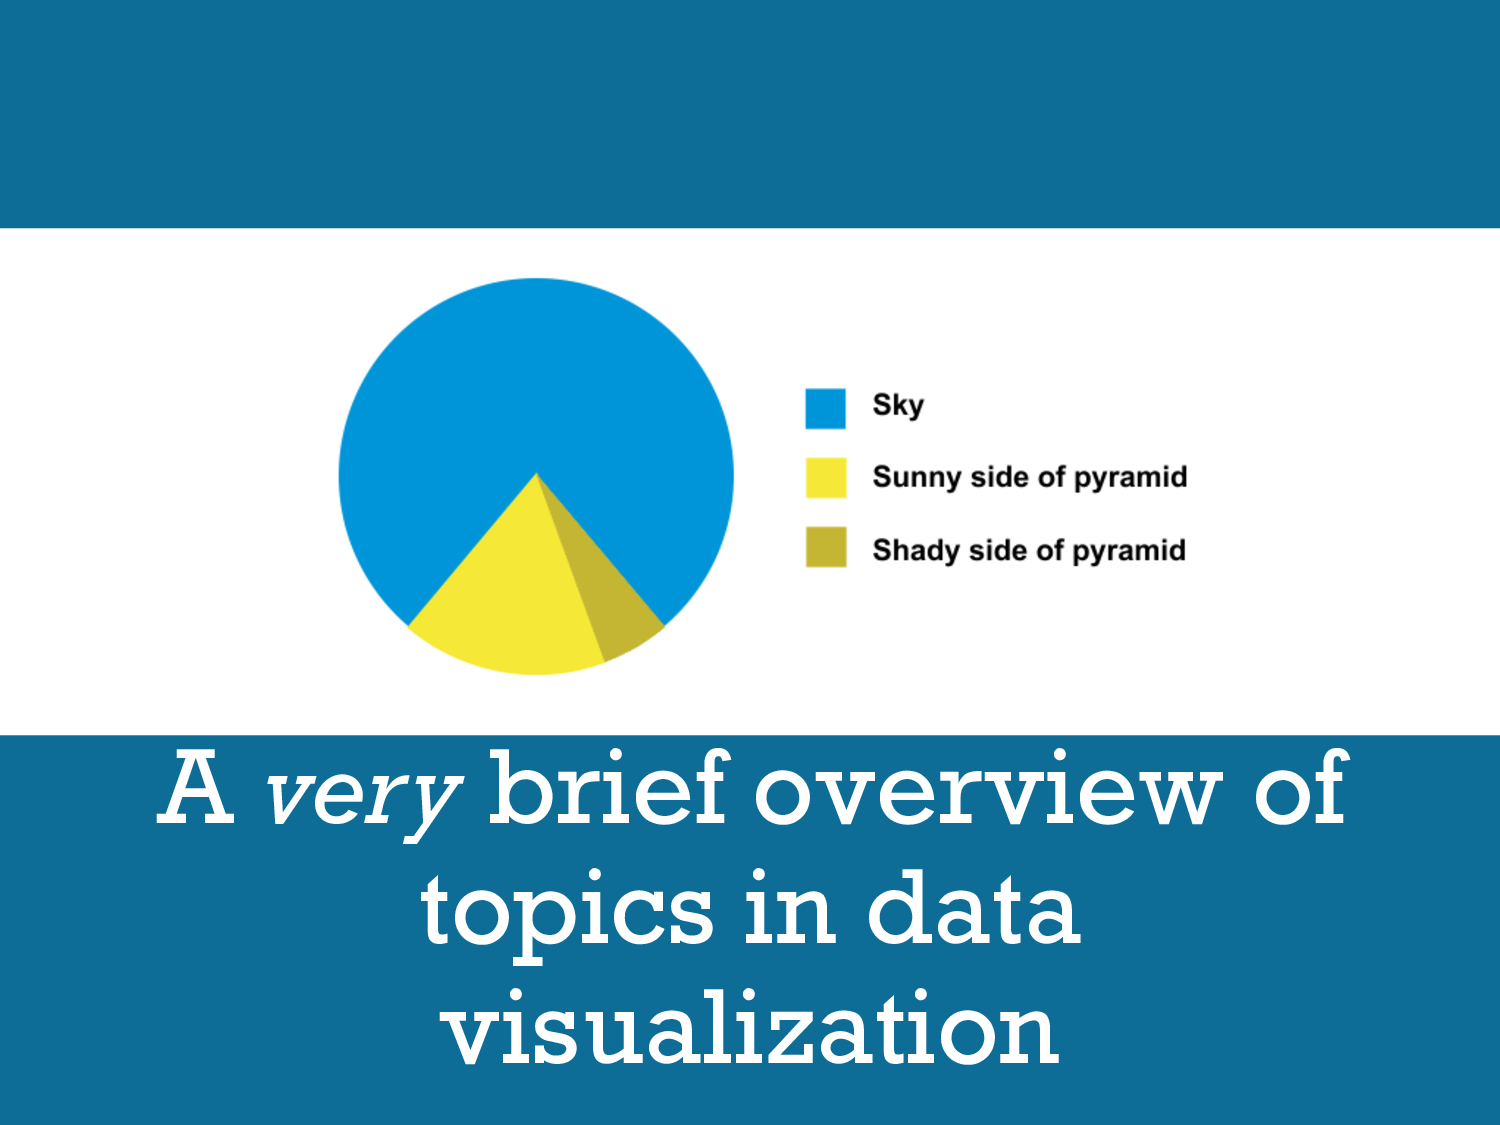 Sky
Sunny side of pyramid
Shady side of pyramid
A very brief overview of
topics in data
visualization